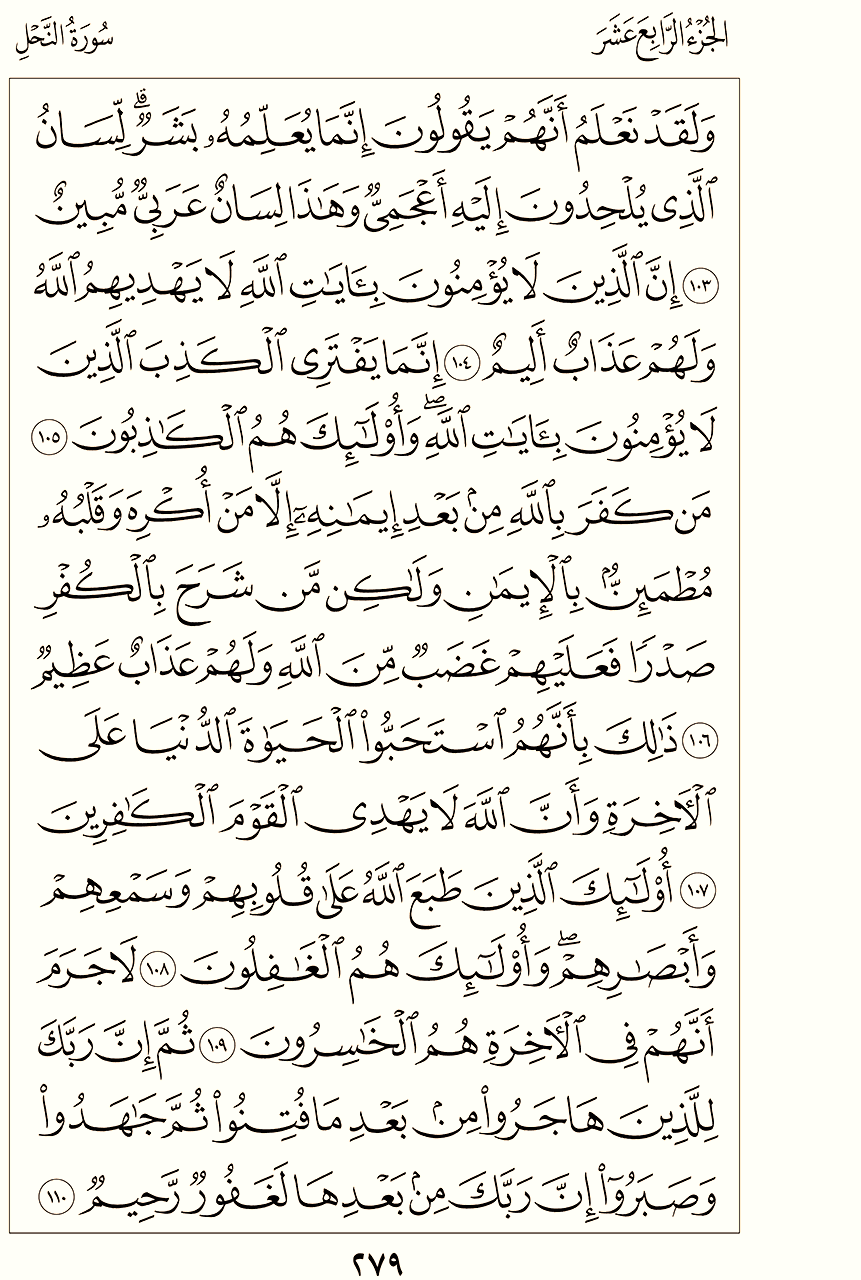 الجُزْءُ الرَّابِعَ عَشَرَ
سُورَةُ النَّحْلِ
وَلَقَدْ نَعْلَمُ أَنَّهُمْ يَقُولُونَ إِنَّمَا يُعَلِّمُهُۥ بَشَرٌۗ لِّسَانُ
ٱلَّذِى يُلْحِدُونَ إِلَيْهِ أَعْجَمِىٌّ وَهَٰذَا لِسَانٌ عَرَبِىٌّ مُّبِينٌ
١٠٣ إِنَّ ٱلَّذِينَ لَا يُؤْمِنُونَ بِـَٔايَٰتِ ٱللَّهِ لَا يَهْدِيهِمُ ٱللَّهُ
وَلَهُمْ عَذَابٌ أَلِيمٌ ١٠٤ إِنَّمَا يَفْتَرِى ٱلْكَذِبَ ٱلَّذِينَ
لَا يُؤْمِنُونَ بِـَٔايَٰتِ ٱللَّهِۖ وَأُو۟لَٰٓئِكَ هُمُ ٱلْكَٰذِبُونَ ١٠٥
مَن كَفَرَ بِٱللَّهِ مِنۢ بَعْدِ إِيمَٰنِهِۦٓ إِلَّا مَنْ أُكْرِهَ وَقَلْبُهُۥ
مُطْمَئِنٌّۢ بِٱلْإِيمَٰنِ وَلَٰكِن مَّن شَرَحَ بِٱلْكُفْرِ
صَدْرًا فَعَلَيْهِمْ غَضَبٌ مِّنَ ٱللَّهِ وَلَهُمْ عَذَابٌ عَظِيمٌ
١٠٦ ذَٰلِكَ بِأَنَّهُمُ ٱسْتَحَبُّوا۟ ٱلْحَيَوٰةَ ٱلدُّنْيَا عَلَى
ٱلْـَٔاخِرَةِ وَأَنَّ ٱللَّهَ لَا يَهْدِى ٱلْقَوْمَ ٱلْكَٰفِرِينَ
١٠٧ أُو۟لَٰٓئِكَ ٱلَّذِينَ طَبَعَ ٱللَّهُ عَلَىٰ قُلُوبِهِمْ وَسَمْعِهِمْ
وَأَبْصَٰرِهِمْۖ وَأُو۟لَٰٓئِكَ هُمُ ٱلْغَٰفِلُونَ ١٠٨ لَا جَرَمَ
أَنَّهُمْ فِى ٱلْـَٔاخِرَةِ هُمُ ٱلْخَٰسِرُونَ ١٠٩ ثُمَّ إِنَّ رَبَّكَ
لِلَّذِينَ هَاجَرُوا۟ مِنۢ بَعْدِ مَا فُتِنُوا۟ ثُمَّ جَٰهَدُوا۟
وَصَبَرُوٓا۟ إِنَّ رَبَّكَ مِنۢ بَعْدِهَا لَغَفُورٌ رَّحِيمٌ ١١٠
٢٧٩